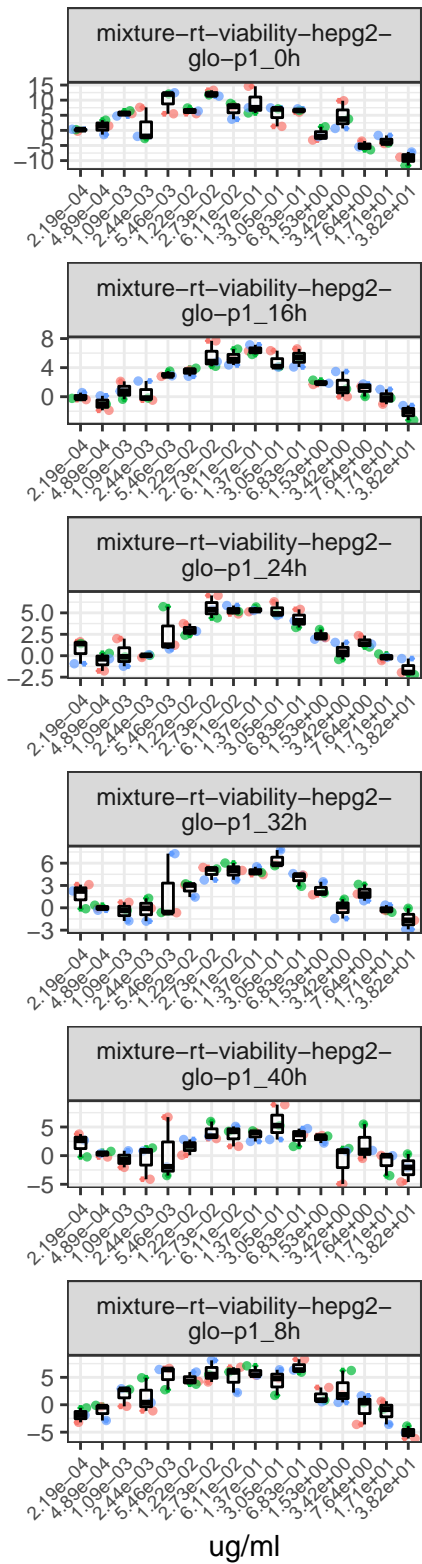 mixture−rt−viability−hepg2−
glo−p1_0h
15
10
5
0
−5
−10
2.19e−04 4.89e−04 1.09e−03 2.44e−03 5.46e−03 1.22e−02 2.73e−02 6.11e−02 1.37e−01 3.05e−01 6.83e−01 1.53e+00 3.42e+00 7.64e+00 1.71e+01 3.82e+01
mixture−rt−viability−hepg2−
glo−p1_16h
8
4
0
2.19e−04 4.89e−04 1.09e−03 2.44e−03 5.46e−03 1.22e−02 2.73e−02 6.11e−02 1.37e−01 3.05e−01 6.83e−01 1.53e+00 3.42e+00 7.64e+00 1.71e+01 3.82e+01
mixture−rt−viability−hepg2−
glo−p1_24h
5.0
2.5
0.0
−2.5
2.19e−04 4.89e−04 1.09e−03 2.44e−03 5.46e−03 1.22e−02 2.73e−02 6.11e−02 1.37e−01 3.05e−01 6.83e−01 1.53e+00 3.42e+00 7.64e+00 1.71e+01 3.82e+01
mixture−rt−viability−hepg2−
glo−p1_32h
6
3
0
−3
2.19e−04 4.89e−04 1.09e−03 2.44e−03 5.46e−03 1.22e−02 2.73e−02 6.11e−02 1.37e−01 3.05e−01 6.83e−01 1.53e+00 3.42e+00 7.64e+00 1.71e+01 3.82e+01
mixture−rt−viability−hepg2−
glo−p1_40h
5
0
−5
2.19e−04 4.89e−04 1.09e−03 2.44e−03 5.46e−03 1.22e−02 2.73e−02 6.11e−02 1.37e−01 3.05e−01 6.83e−01 1.53e+00 3.42e+00 7.64e+00 1.71e+01 3.82e+01
mixture−rt−viability−hepg2−
glo−p1_8h
5
0
−5
2.19e−04 4.89e−04 1.09e−03 2.44e−03 5.46e−03 1.22e−02 2.73e−02 6.11e−02 1.37e−01 3.05e−01 6.83e−01 1.53e+00 3.42e+00 7.64e+00 1.71e+01 3.82e+01
ug/ml